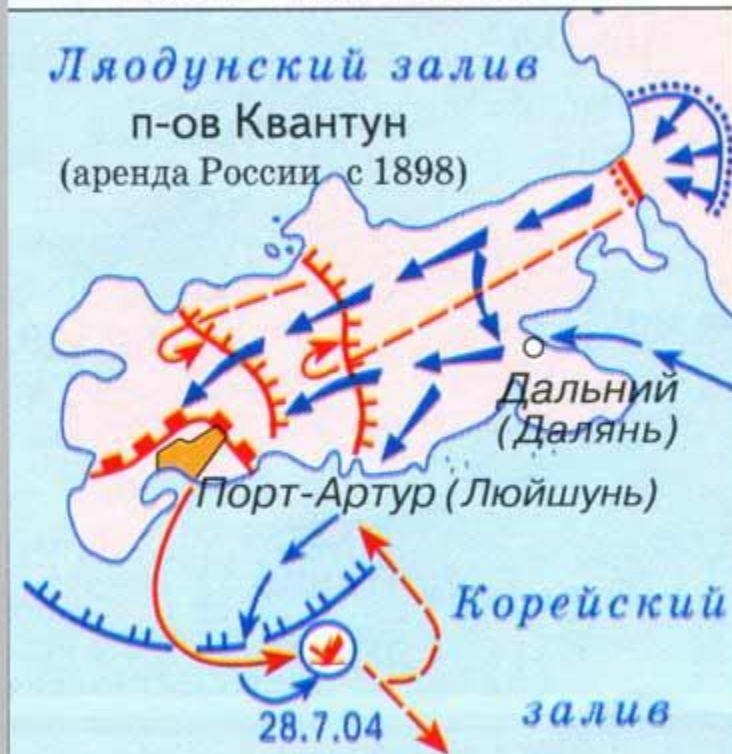 Ляодунский залив
п-ов Квантун
(аренда России с 1898)
Дальний
(Далянь)
Порт-Артур (Люйшунь)
Корейский
залив
28.7.04